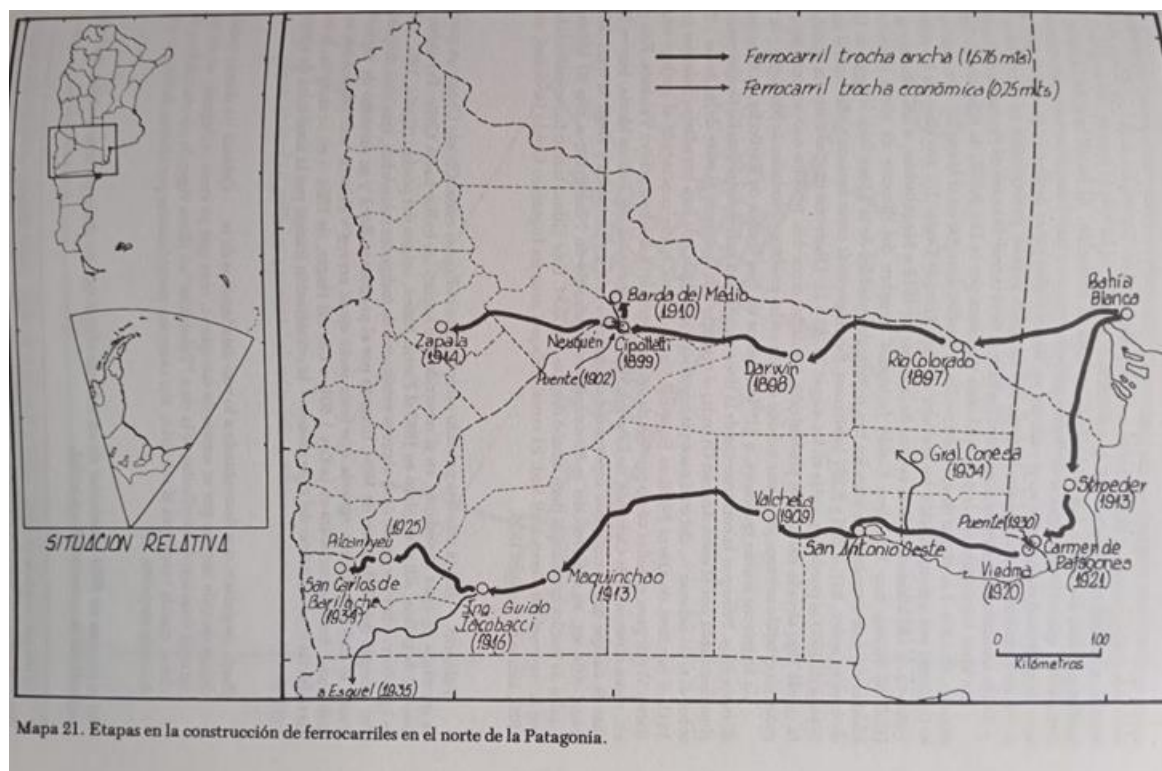 Ferrocarril trocha ancha (1,676 mts)
Ferrocarril trocha económica (0,75 mts)
Bahía
Blanca
Barda del Medio
(1910)
Zapala
(1914)
Neuquén
Cipolletti
(1899)
Puente (1902)
Darwin
(1898)
Río Colorado
(1897)
Gral. Conesa
(1934)
Stroeder
(1913)
Valcheta
(1909)
Puente (1930)
San Antonio Oeste
Carmen de
Patagones
(1921)
Viedma
(1920)
(1925)
Pilcaniyeu
San Carlos de
Bariloche
(1934)
Maquinchao
(1913)
Ing. Guido
Jacobacci
(1916)
a Esquel (1935)
0 100
Kilómetros
SITUACION RELATIVA
Mapa 21. Etapas en la construcción de ferrocarriles en el norte de la Patagonia.